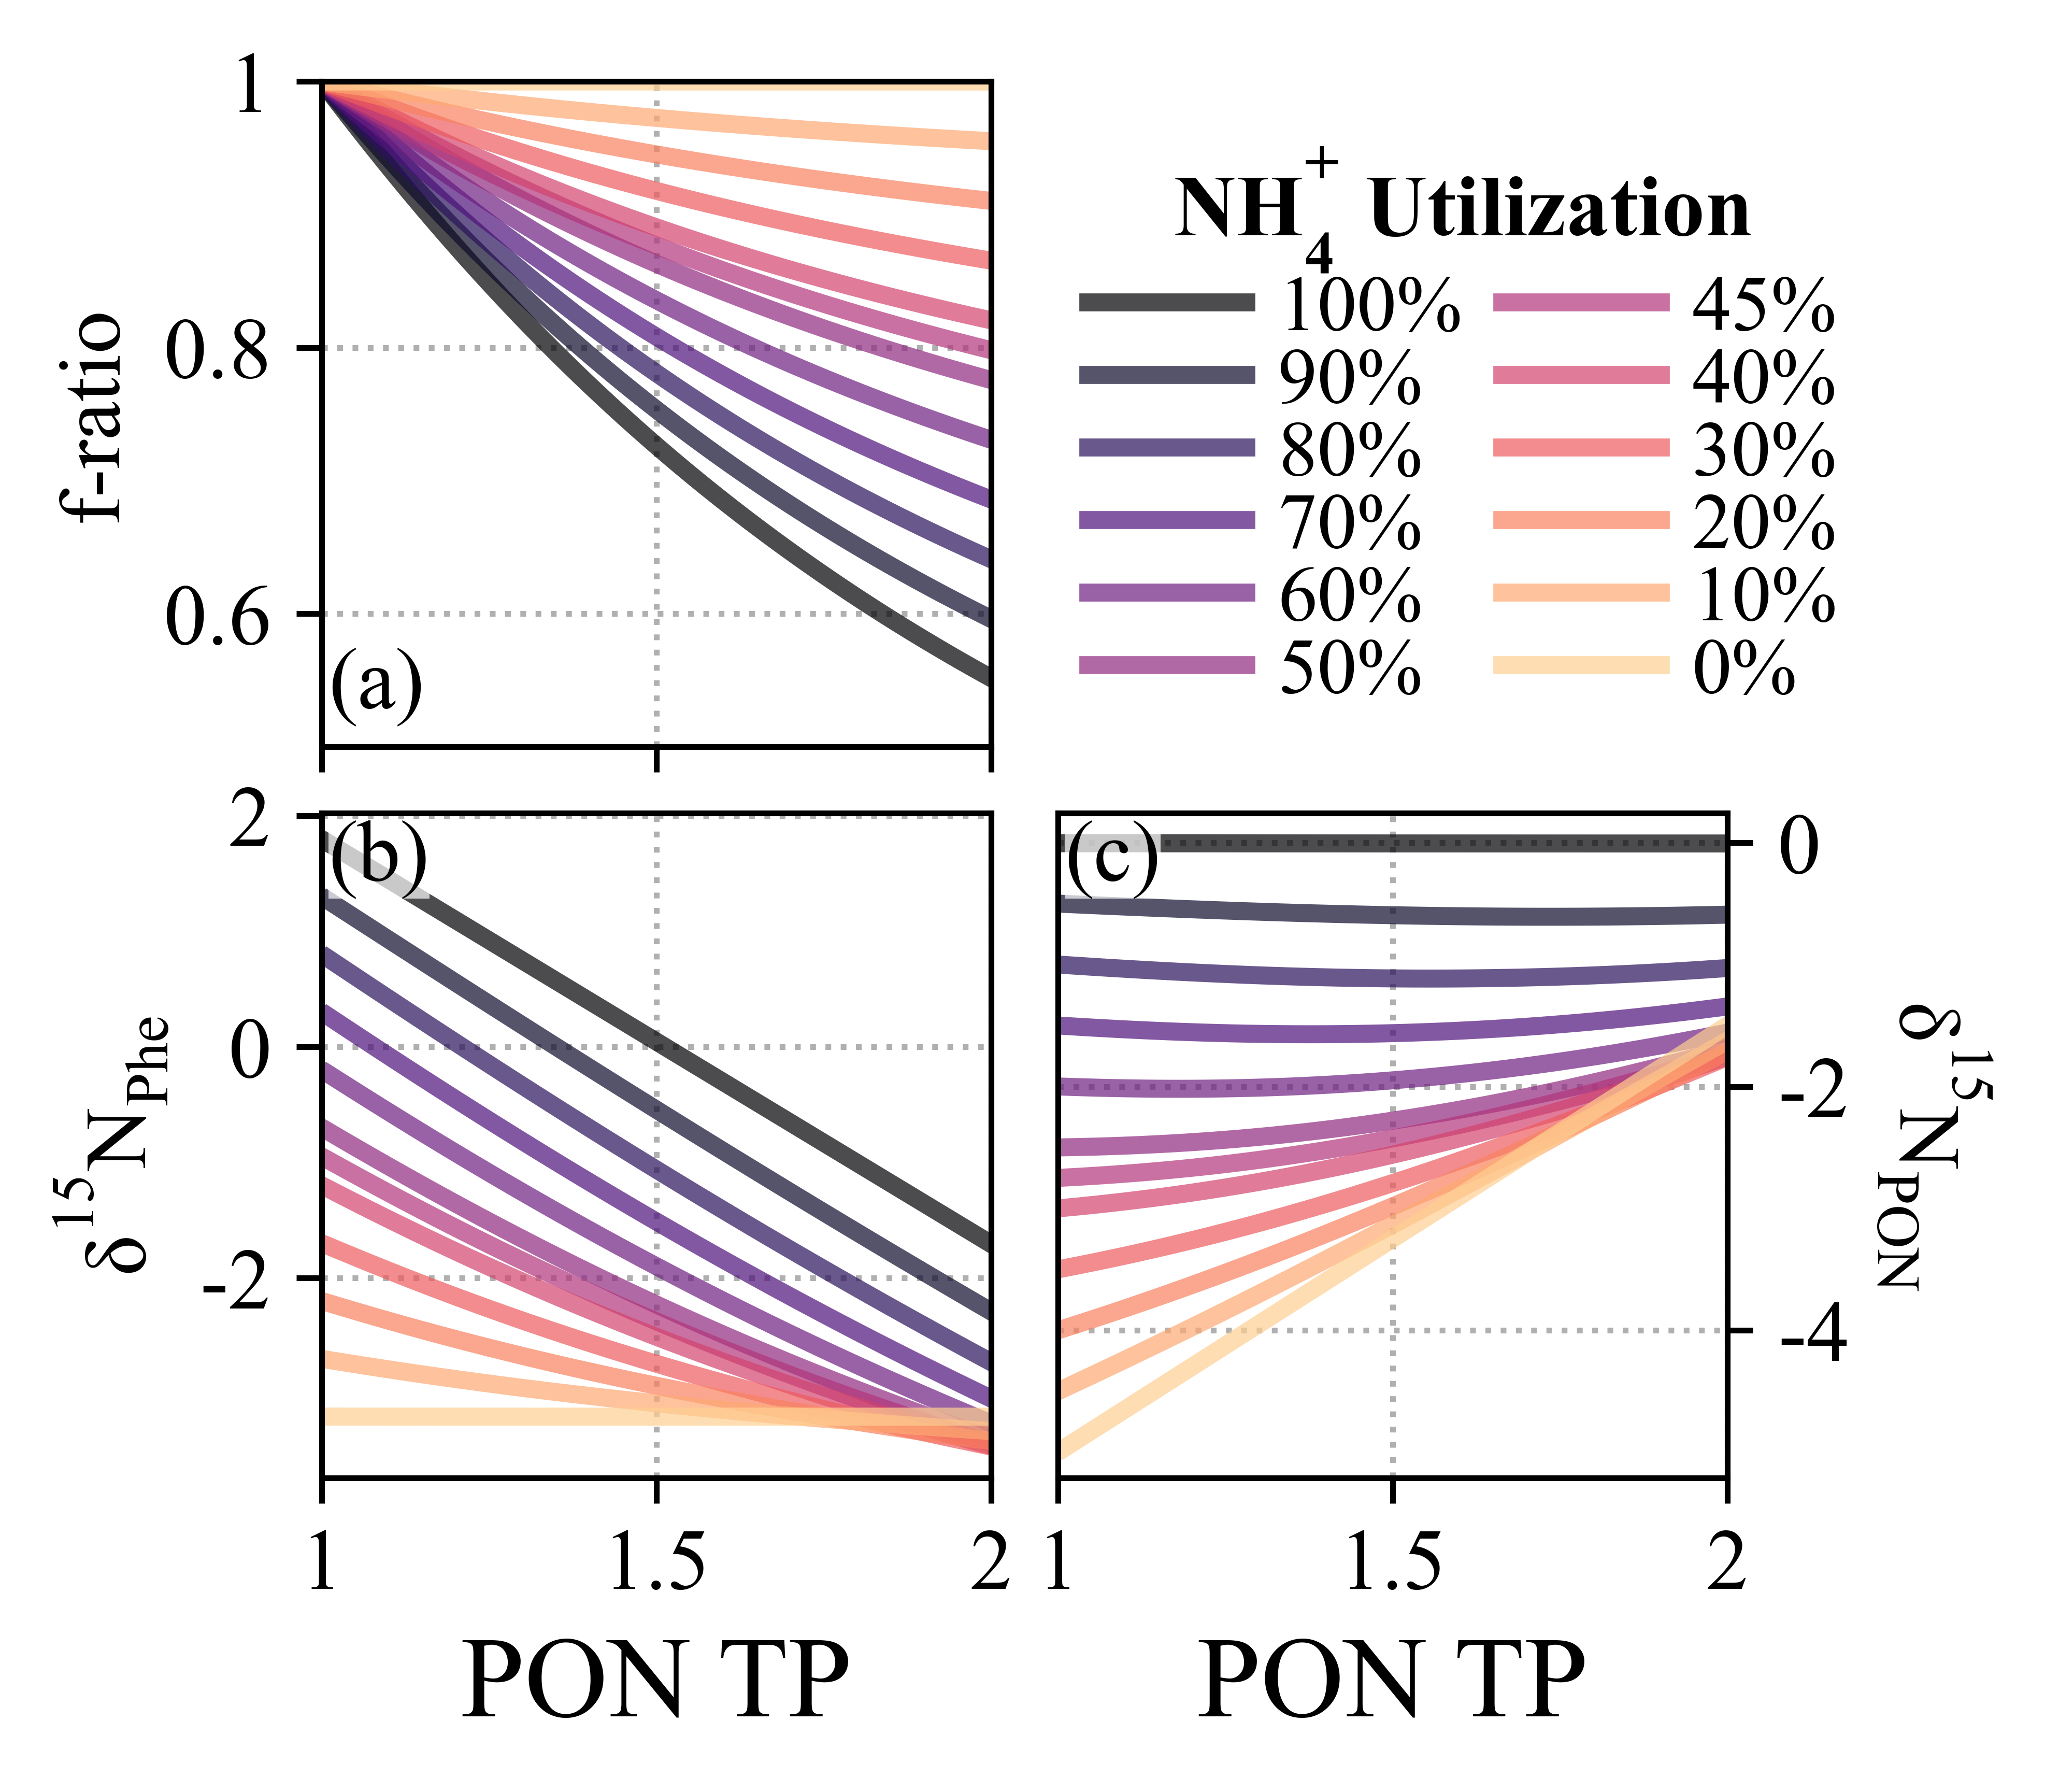 1
0.8
0.6
f-ratio
(a)
NH4+ Utilization
100% 45%
90% 40%
80% 30%
70% 20%
60% 10%
50% 0%
2
0
-2
δ15NPhe
(b)
1 1.5 2
PON TP
(c)
0
-2
-4
δ15NPON
1 1.5 2
PON TP